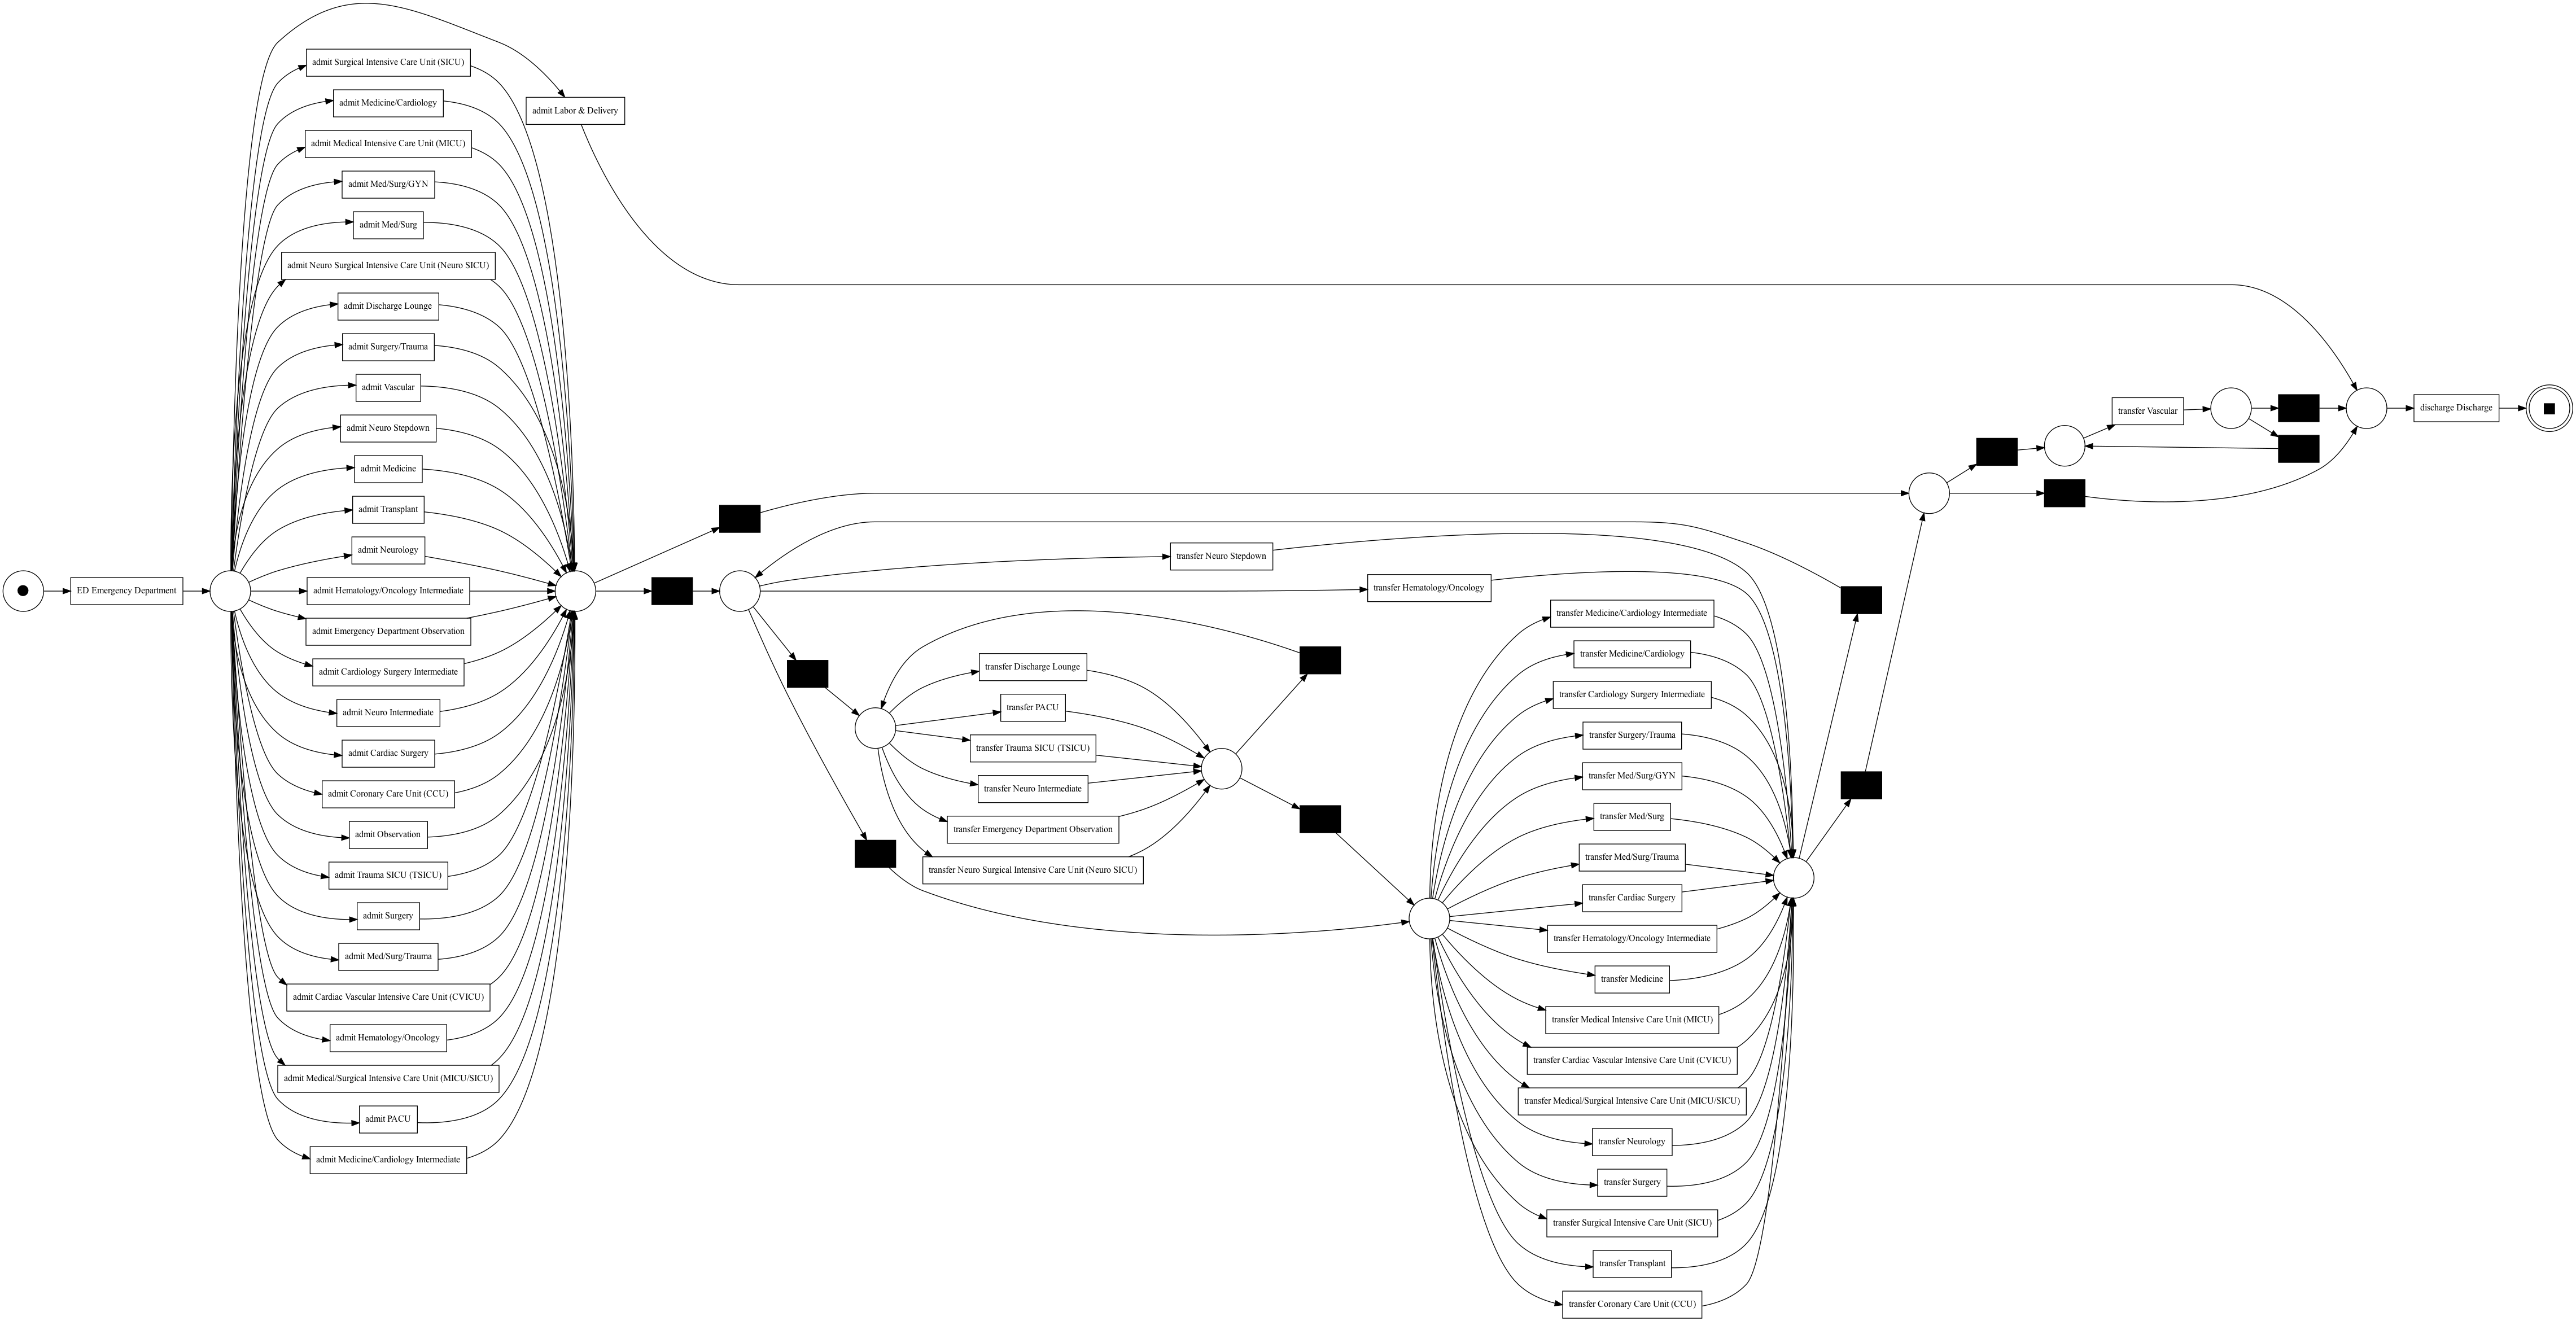 ED Emergency Department
admit Surgical Intensive Care Unit (SICU)
admit Medicine/Cardiology
admit Medical Intensive Care Unit (MICU)
admit Med/Surg/GYN
admit Med/Surg
admit Neuro Surgical Intensive Care Unit (Neuro SICU)
admit Discharge Lounge
admit Surgery/Trauma
admit Vascular
admit Neuro Stepdown
admit Medicine
admit Transplant
admit Neurology
admit Hematology/Oncology Intermediate
admit Emergency Department Observation
admit Cardiology Surgery Intermediate
admit Neuro Intermediate
admit Cardiac Surgery
admit Coronary Care Unit (CCU)
admit Observation
admit Trauma SICU (TSICU)
admit Surgery
admit Med/Surg/Trauma
admit Cardiac Vascular Intensive Care Unit (CVICU)
admit Hematology/Oncology
admit Medical/Surgical Intensive Care Unit (MICU/SICU)
admit PACU
admit Medicine/Cardiology Intermediate
admit Labor & Delivery
transfer Discharge Lounge
transfer PACU
transfer Trauma SICU (TSICU)
transfer Neuro Intermediate
transfer Emergency Department Observation
transfer Neuro Surgical Intensive Care Unit (Neuro SICU)
transfer Neuro Stepdown
transfer Hematology/Oncology
transfer Medicine/Cardiology Intermediate
transfer Medicine/Cardiology
transfer Cardiology Surgery Intermediate
transfer Surgery/Trauma
transfer Med/Surg/GYN
transfer Med/Surg
transfer Med/Surg/Trauma
transfer Cardiac Surgery
transfer Hematology/Oncology Intermediate
transfer Medicine
transfer Medical Intensive Care Unit (MICU)
transfer Cardiac Vascular Intensive Care Unit (CVICU)
transfer Medical/Surgical Intensive Care Unit (MICU/SICU)
transfer Neurology
transfer Surgery
transfer Surgical Intensive Care Unit (SICU)
transfer Transplant
transfer Coronary Care Unit (CCU)
transfer Vascular
discharge Discharge